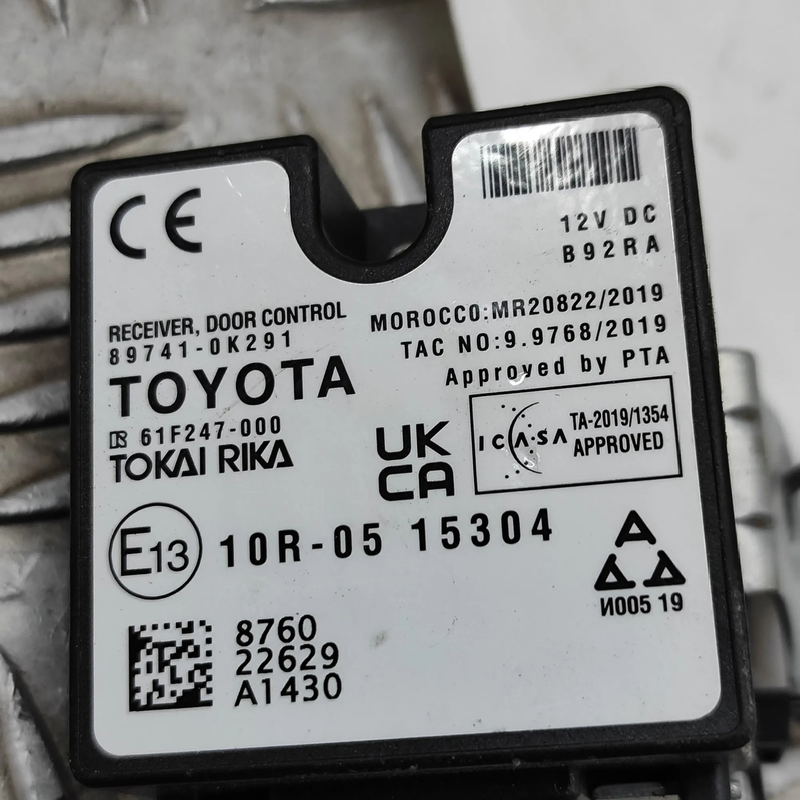 CE
12V DC
B92RA
RECEIVER, DOOR CONTROL
89741-0K291
TOYOTA
61F247-000
TOKAI RIKA
MOROCCO:MR20822/2019
TAC NO:9.9768/2019
Approved by PTA
UK
CA
ICASA
TA-2019/1354
APPROVED
E13
10R-05 15304
И005 19
8760
22629
A1430